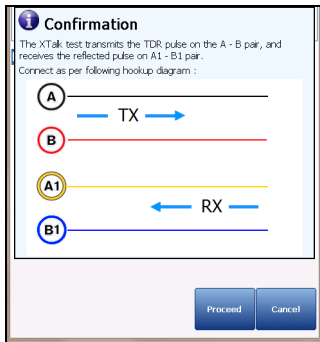 Confirmation
The XTalk test transmits the TDR pulse on the A - B pair, and
receives the reflected pulse on A1 - B1 pair.
Connect as per following hookup diagram :
A
TX
B
A1
RX
B1
Proceed Cancel